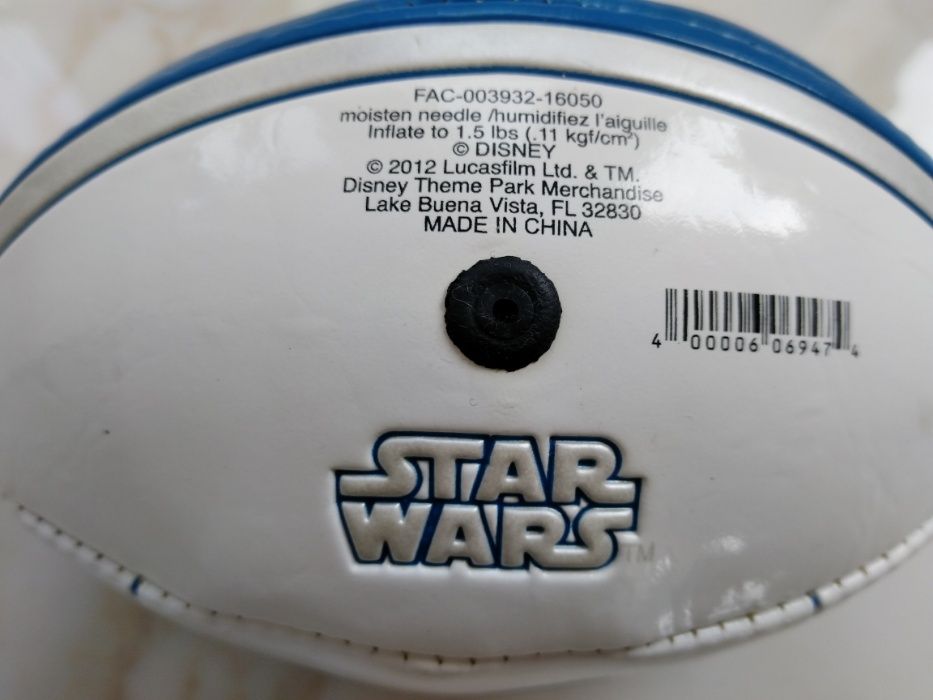 FAC-003932-16050
moisten needle /humidifiez l'aiguille
Inflate to 1.5 lbs (.11 kgf/cm²)
© DISNEY
© 2012 Lucasfilm Ltd. & TM.
Disney Theme Park Merchandise
Lake Buena Vista, FL 32830
MADE IN CHINA
4 00006 06947 4
STAR
WARS TM